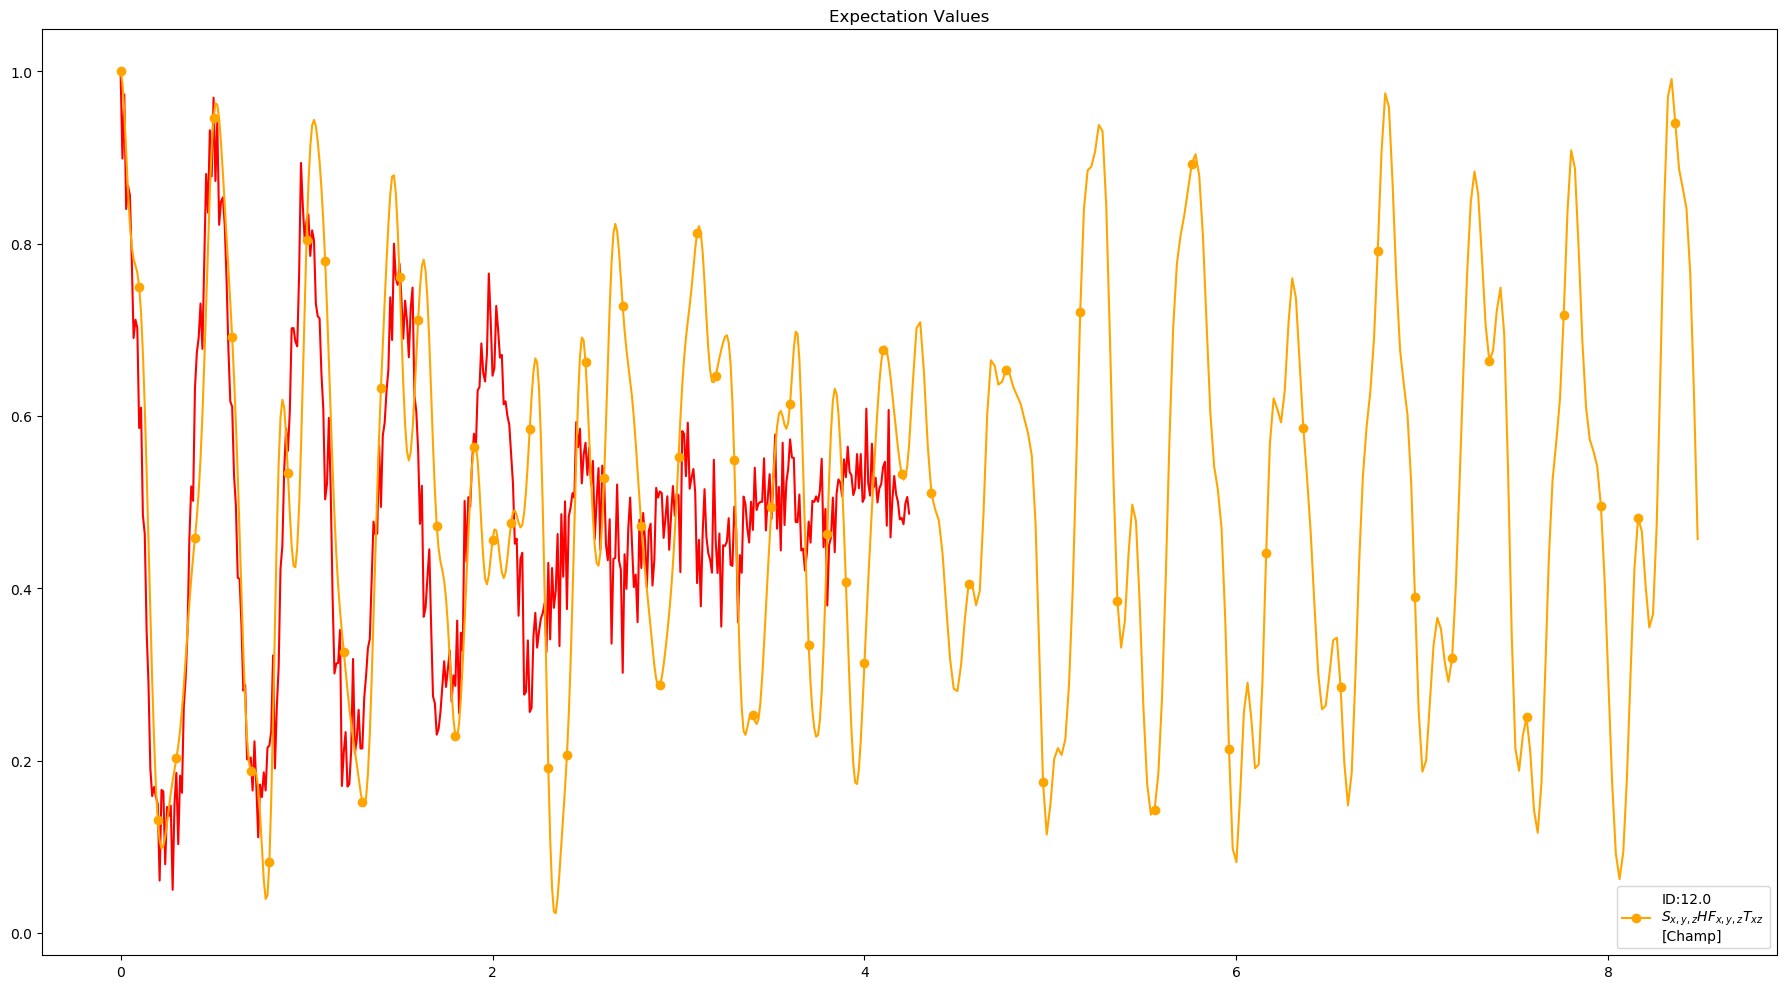 Expectation Values
1.0
0.8
0.6
0.4
0.2
0.0
0 2 4 6 8
ID:12.0
$S_{x,y,z}HF_{x,y,z}T_{xz}$
[Champ]